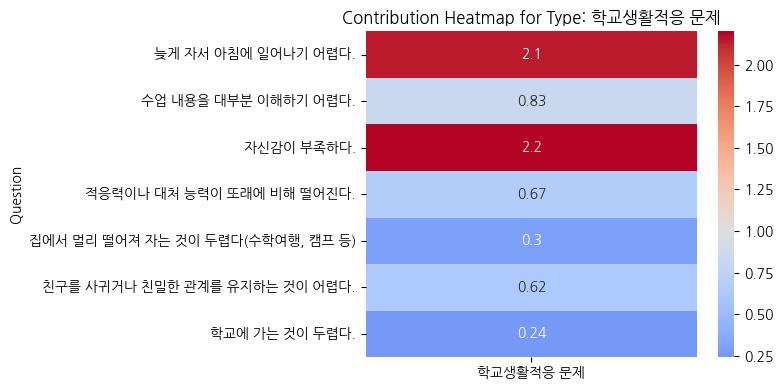 Contribution Heatmap for Type: 학교생활적응 문제
Question
늦게 자서 아침에 일어나기 어렵다.
2.1
수업 내용을 대부분 이해하기 어렵다.
0.83
자신감이 부족하다.
2.2
적응력이나 대처 능력이 또래에 비해 떨어진다.
0.67
집에서 멀리 떨어져 자는 것이 두렵다(수학여행, 캠프 등)
0.3
친구를 사귀거나 친밀한 관계를 유지하는 것이 어렵다.
0.62
학교에 가는 것이 두렵다.
0.24
학교생활적응 문제
2.00
1.75
1.50
1.25
1.00
0.75
0.50
0.25